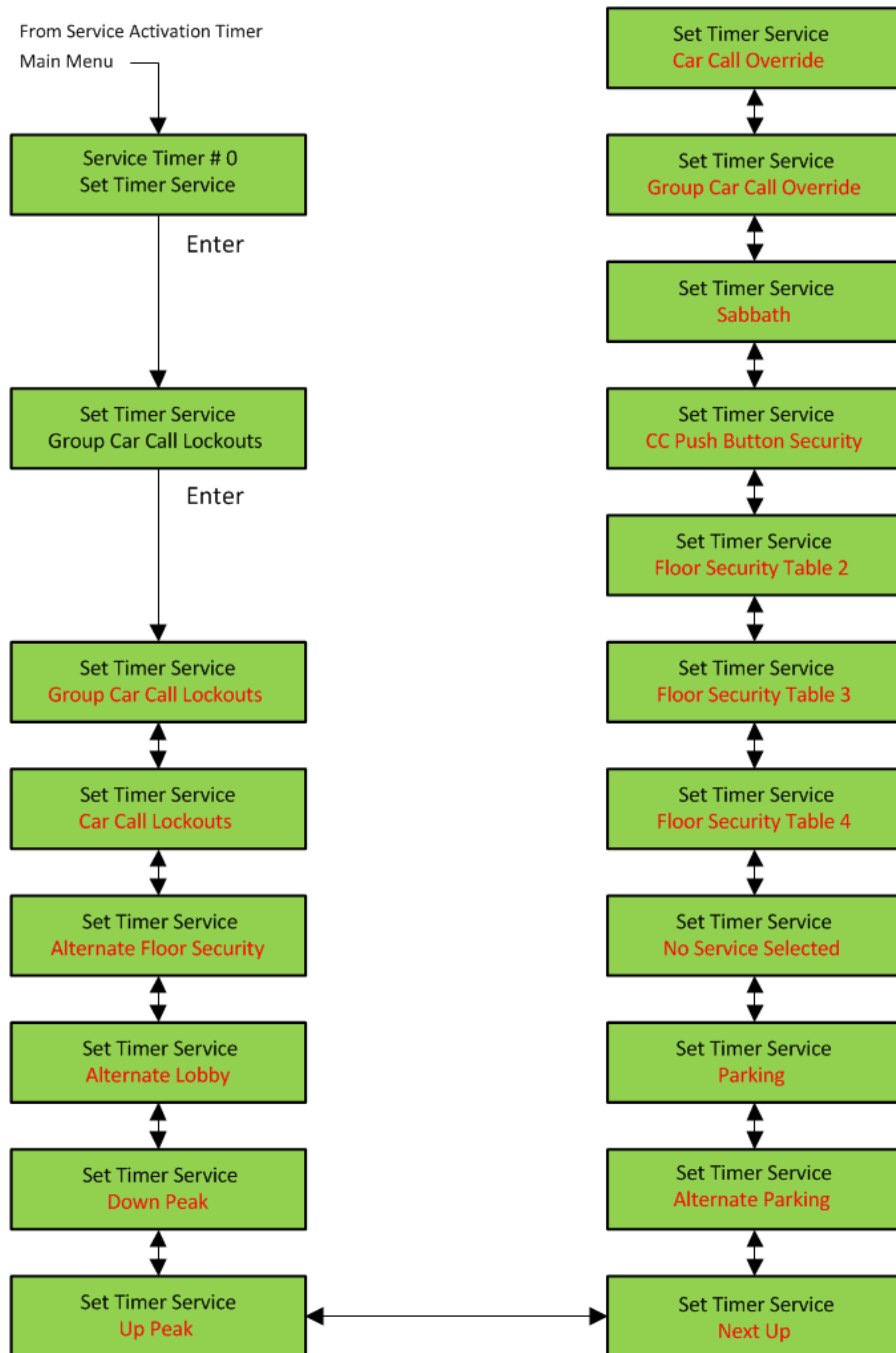 From Service Activation Timer
Main Menu
Service Timer # 0
Set Timer Service
Enter
Set Timer Service
Group Car Call Lockouts
Enter
Set Timer Service
Group Car Call Lockouts
Set Timer Service
Car Call Lockouts
Set Timer Service
Alternate Floor Security
Set Timer Service
Alternate Lobby
Set Timer Service
Down Peak
Set Timer Service
Up Peak
Set Timer Service
Car Call Override
Set Timer Service
Group Car Call Override
Set Timer Service
Sabbath
Set Timer Service
CC Push Button Security
Set Timer Service
Floor Security Table 2
Set Timer Service
Floor Security Table 3
Set Timer Service
Floor Security Table 4
Set Timer Service
No Service Selected
Set Timer Service
Parking
Set Timer Service
Alternate Parking
Set Timer Service
Next Up